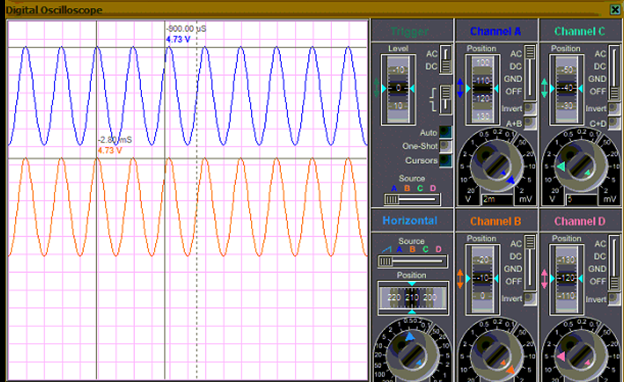 Digital Oscilloscope
-900.00 uS
4.73 V
-2.80 mS
4.73 V
Trigger
Level
-10
0
10
AC
DC
Auto
One-Shot
Cursors
Source
A B C D
Horizontal
Source
A B C D
Position
220 210 200
Channel A
Position
100
110
120
130
AC
DC
GND
OFF
Invert
A+B
V 2m mV
Channel C
Position
-50
-40
-30
AC
DC
GND
OFF
Invert
C+D
V 5 mV
Channel B
Position
-20
-10
0
AC
DC
GND
OFF
Invert
Channel D
Position
-130
-120
-110
AC
DC
GND
OFF
Invert